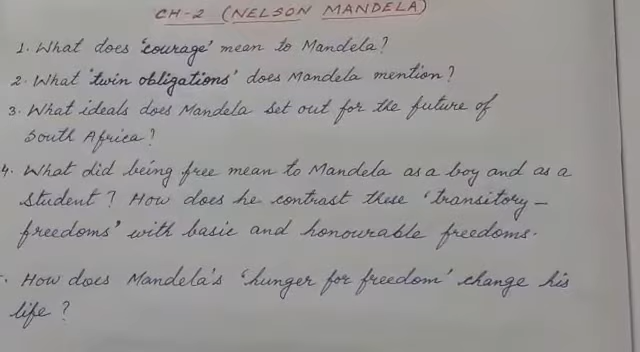 CH-2 (NELSON MANDELA)
1. What does 'courage' mean to Mandela?
2. What 'twin obligations' does Mandela mention?
3. What ideals does Mandela set out for the future of
South Africa?
4. What did being free mean to Mandela as a boy and as a
student? How does he contrast these 'transitory-
freedoms' with basic and honourable freedoms.
How does Mandela's 'hunger for freedom' change his
life?